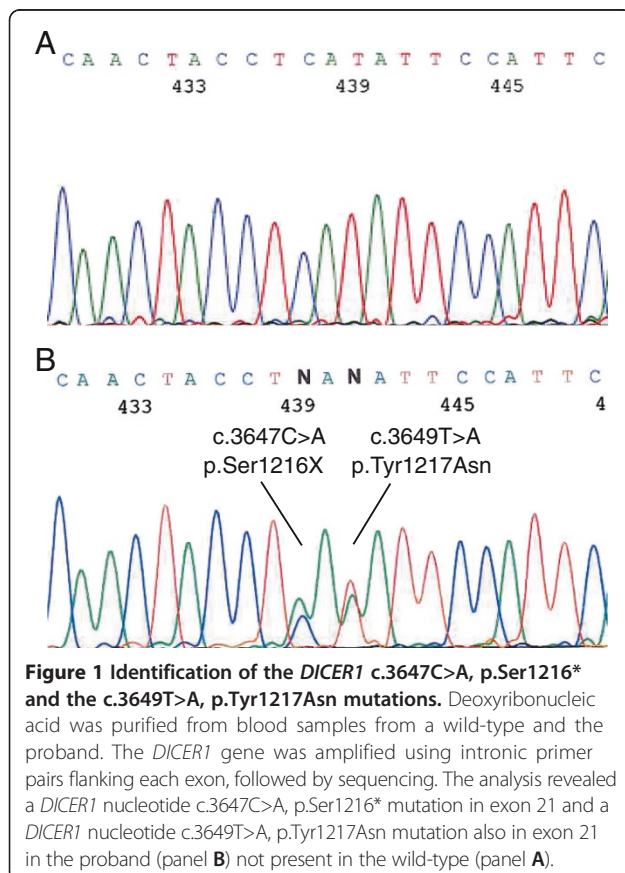 A
C A A C T A C C T C A T A T T C C A T T C
433 439 445
B
C A A C T A C C T N A N A T T C C A T T C
433 439 445 4
c.3647C>A c.3649T>A
p.Ser1216X p.Tyr1217Asn
Figure 1 Identification of the DICER1 c.3647C>A, p.Ser1216*
and the c.3649T>A, p.Tyr1217Asn mutations. Deoxyribonucleic
acid was purified from blood samples from a wild-type and the
proband. The DICER1 gene was amplified using intronic primer
pairs flanking each exon, followed by sequencing. The analysis revealed
a DICER1 nucleotide c.3647C>A, p.Ser1216* mutation in exon 21 and a
DICER1 nucleotide c.3649T>A, p.Tyr1217Asn mutation also in exon 21
in the proband (panel B) not present in the wild-type (panel A).